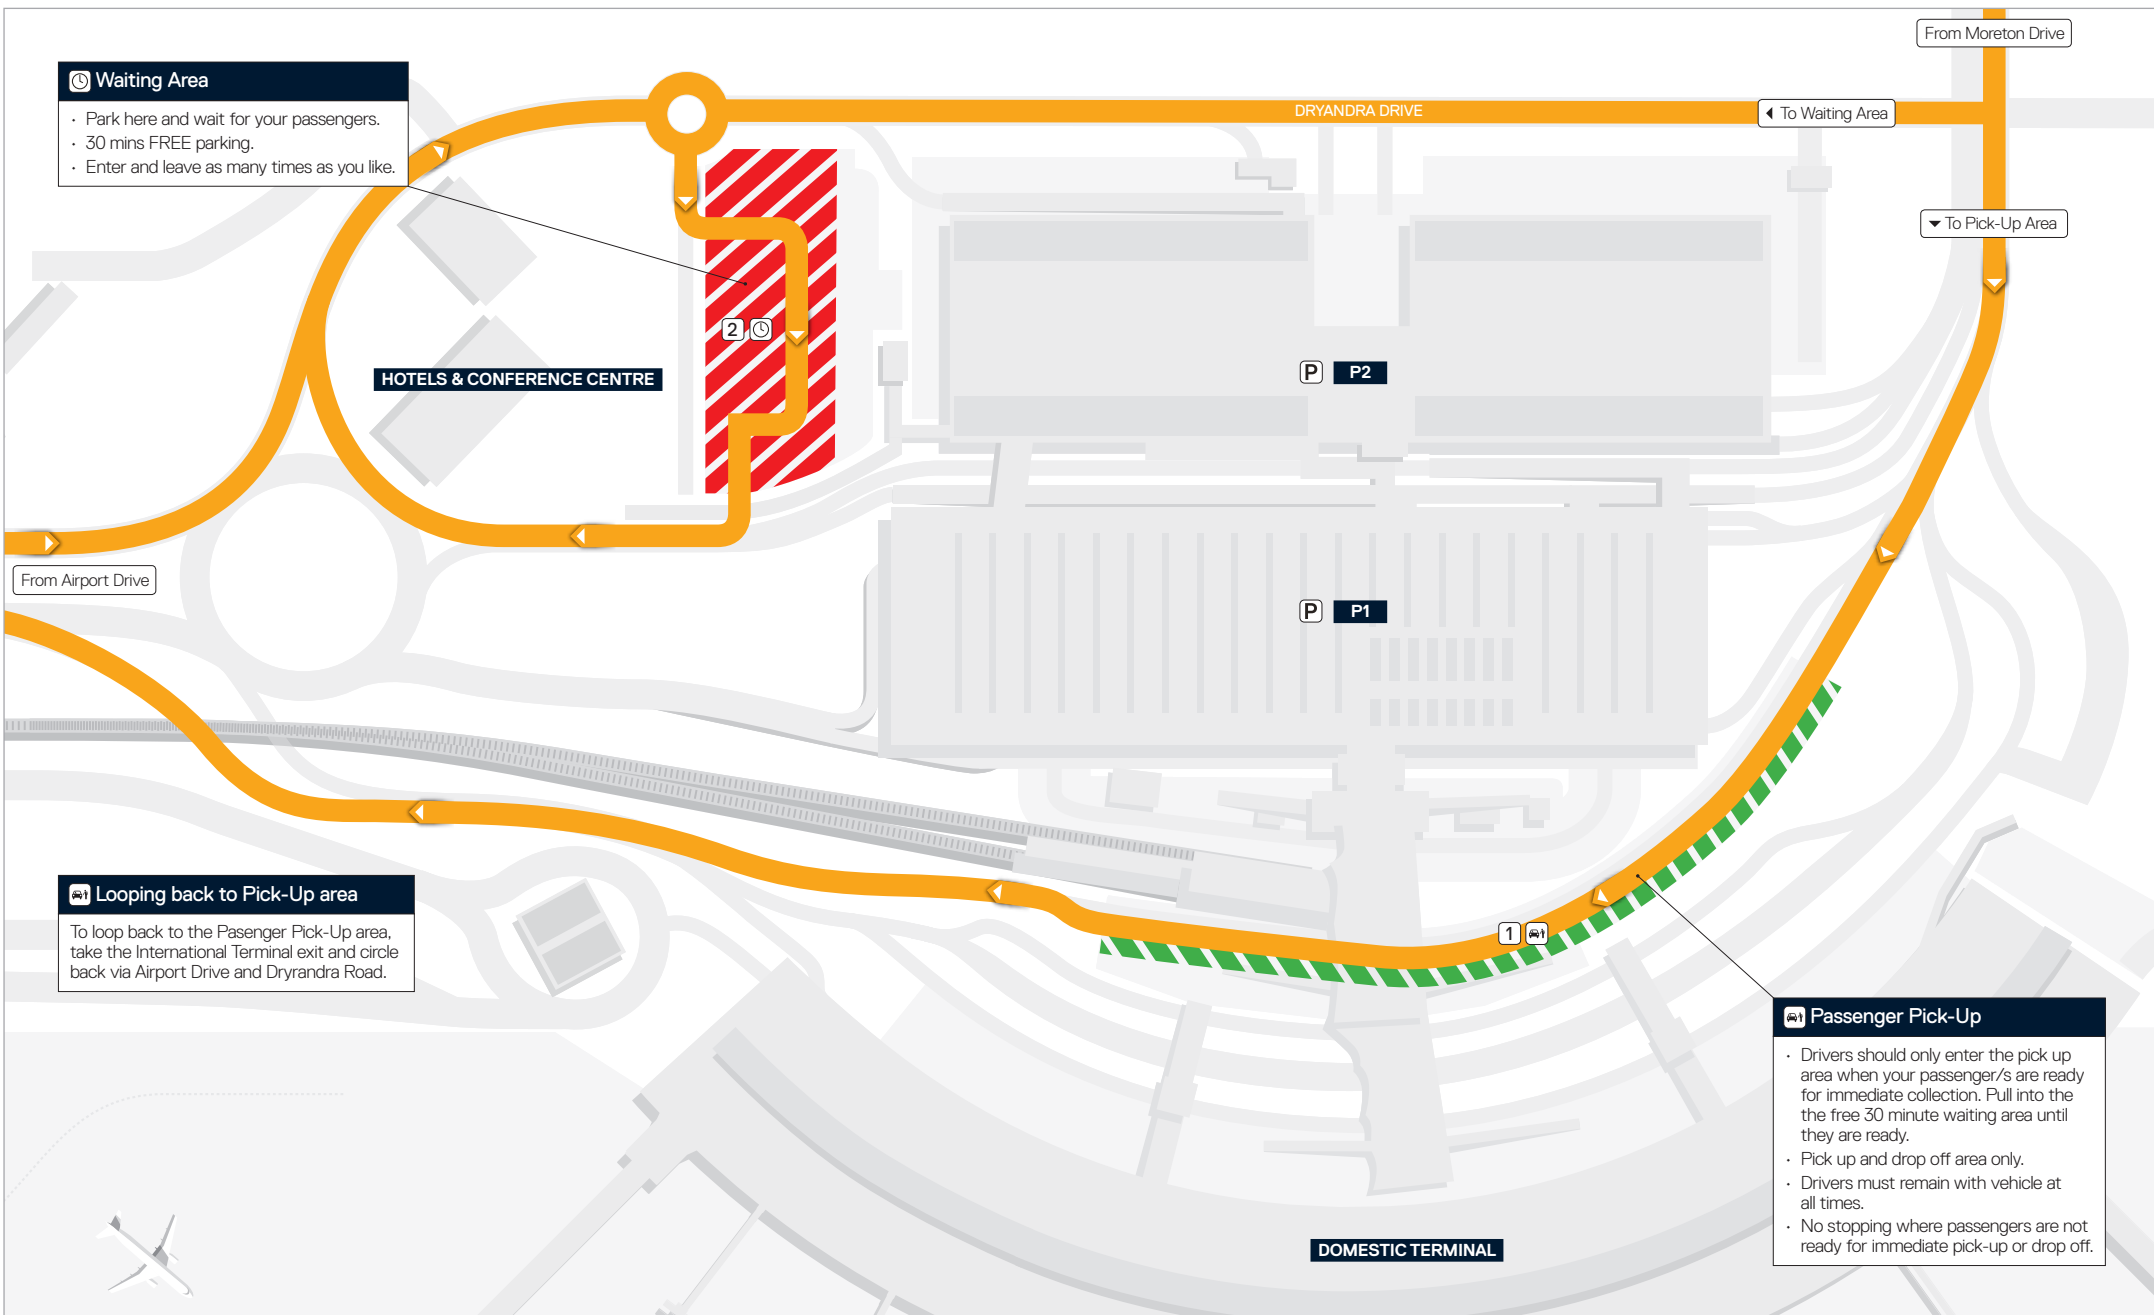 From Moreton Drive
Waiting Area
· Park here and wait for your passengers.
· 30 mins FREE parking.
· Enter and leave as many times as you like.
DRYANDRA DRIVE
To Waiting Area
To Pick-Up Area
2
HOTELS & CONFERENCE CENTRE
P P2
From Airport Drive
P P1
Looping back to Pick-Up area
To loop back to the Pasenger Pick-Up area,
take the International Terminal exit and circle
back via Airport Drive and Dryrandra Road.
1
Passenger Pick-Up
· Drivers should only enter the pick up
area when your passenger/s are ready
for immediate collection. Pull into the
the free 30 minute waiting area until
they are ready.
· Pick up and drop off area only.
· Drivers must remain with vehicle at
all times.
· No stopping where passengers are not
ready for immediate pick-up or drop off.
DOMESTIC TERMINAL